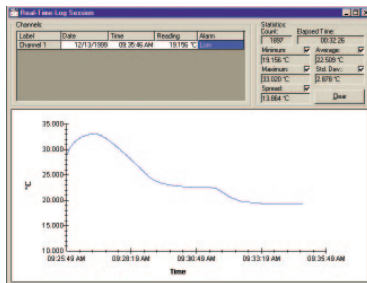 Real-Time Log Session
Channels:
Label Date Time Reading Alarm
Channel 1 12/13/1999 09:35:46 AM 19.156 °C Low
Statistics
Count: Elapsed Time:
1897 00:32:26
Minimum: Average:
19.156 °C 22.509 °C
Maximum: Std. Dev.:
33.020 °C 2.878 °C
Spread:
13.864 °C Clear
35.000
30.000
°C
25.000
20.000
10.000
09:25:49 AM 09:28:19 AM 09:30:49 AM 09:33:19 AM 09:35:49 AM
Time